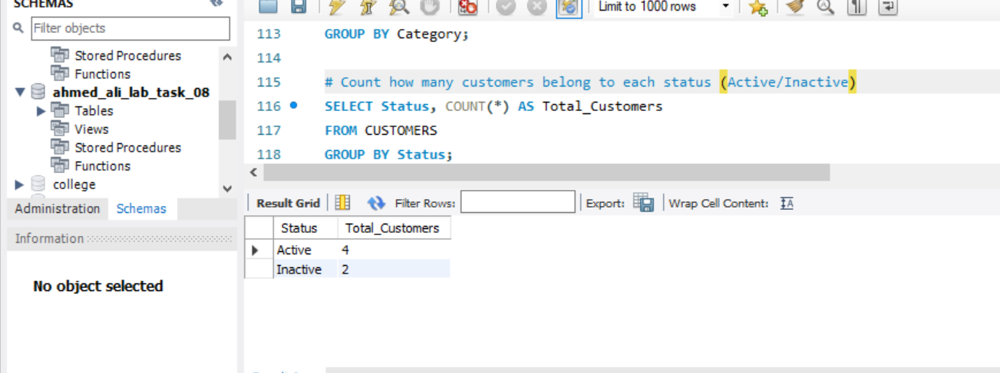 SCHEMAS
Filter objects
Stored Procedures
Functions
ahmed_ali_lab_task_08
Tables
Views
Stored Procedures
Functions
college
Administration Schemas
Information
No object selected
Limit to 1000 rows
113 GROUP BY Category;
114
115 # Count how many customers belong to each status (Active/Inactive)
116 SELECT Status, COUNT(*) AS Total_Customers
117 FROM CUSTOMERS
118 GROUP BY Status;
Result Grid Filter Rows: Export: Wrap Cell Content: IA
Status Total_Customers
Active 4
Inactive 2